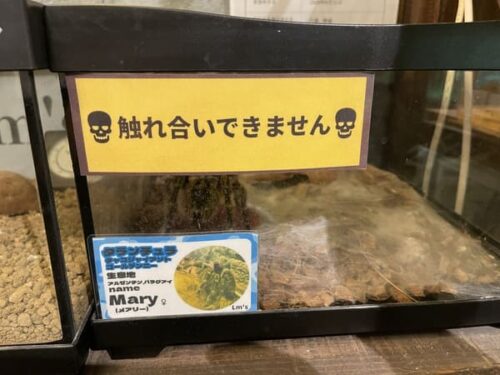 触れ合いできません
タランチュラ
生息地
アルゼンチン パラグアイ
name
Mary♀
(メアリー)
Lm's